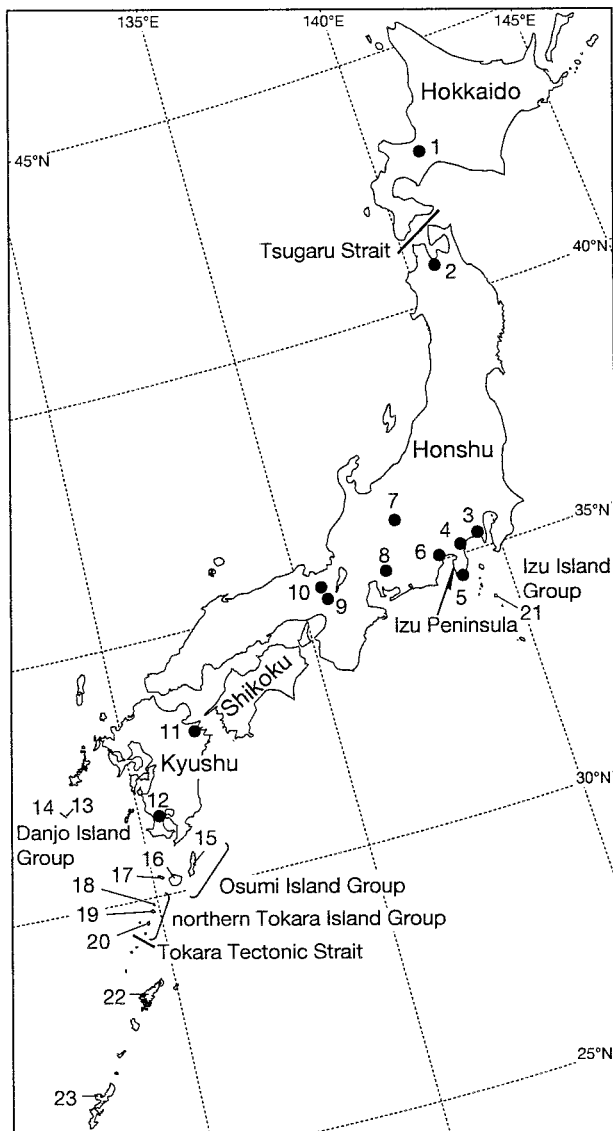 135°E
140°E
145°E
Hokkaido
1
45°N
Tsugaru Strait
40°N
2
Honshu
3
35°N
7
4
6
8
Izu Island
Group
10
9
5
21
Izu Peninsula
Shikoku
11
Kyushu
30°N
14
13
12
Danjo Island
Group
15
16
17
Osumi Island Group
18
19
northern Tokara Island Group
20
Tokara Tectonic Strait
22
25°N
23